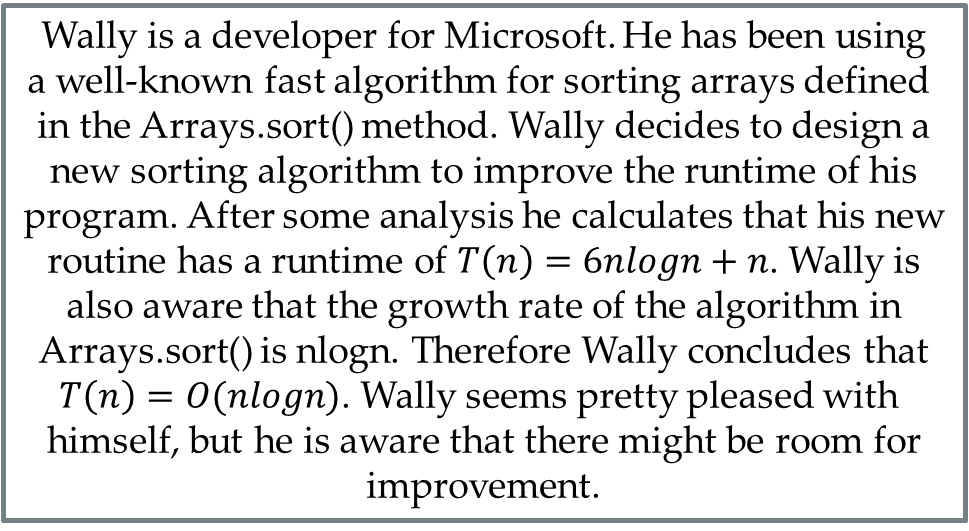 Wally is a developer for Microsoft. He has been using
a well-known fast algorithm for sorting arrays defined
in the Arrays.sort() method. Wally decides to design a
new sorting algorithm to improve the runtime of his
program. After some analysis he calculates that his new
routine has a runtime of T(n) = 6nlogn + n. Wally is
also aware that the growth rate of the algorithm in
Arrays.sort() is nlogn. Therefore Wally concludes that
T(n) = O(nlogn). Wally seems pretty pleased with
himself, but he is aware that there might be room for
improvement.